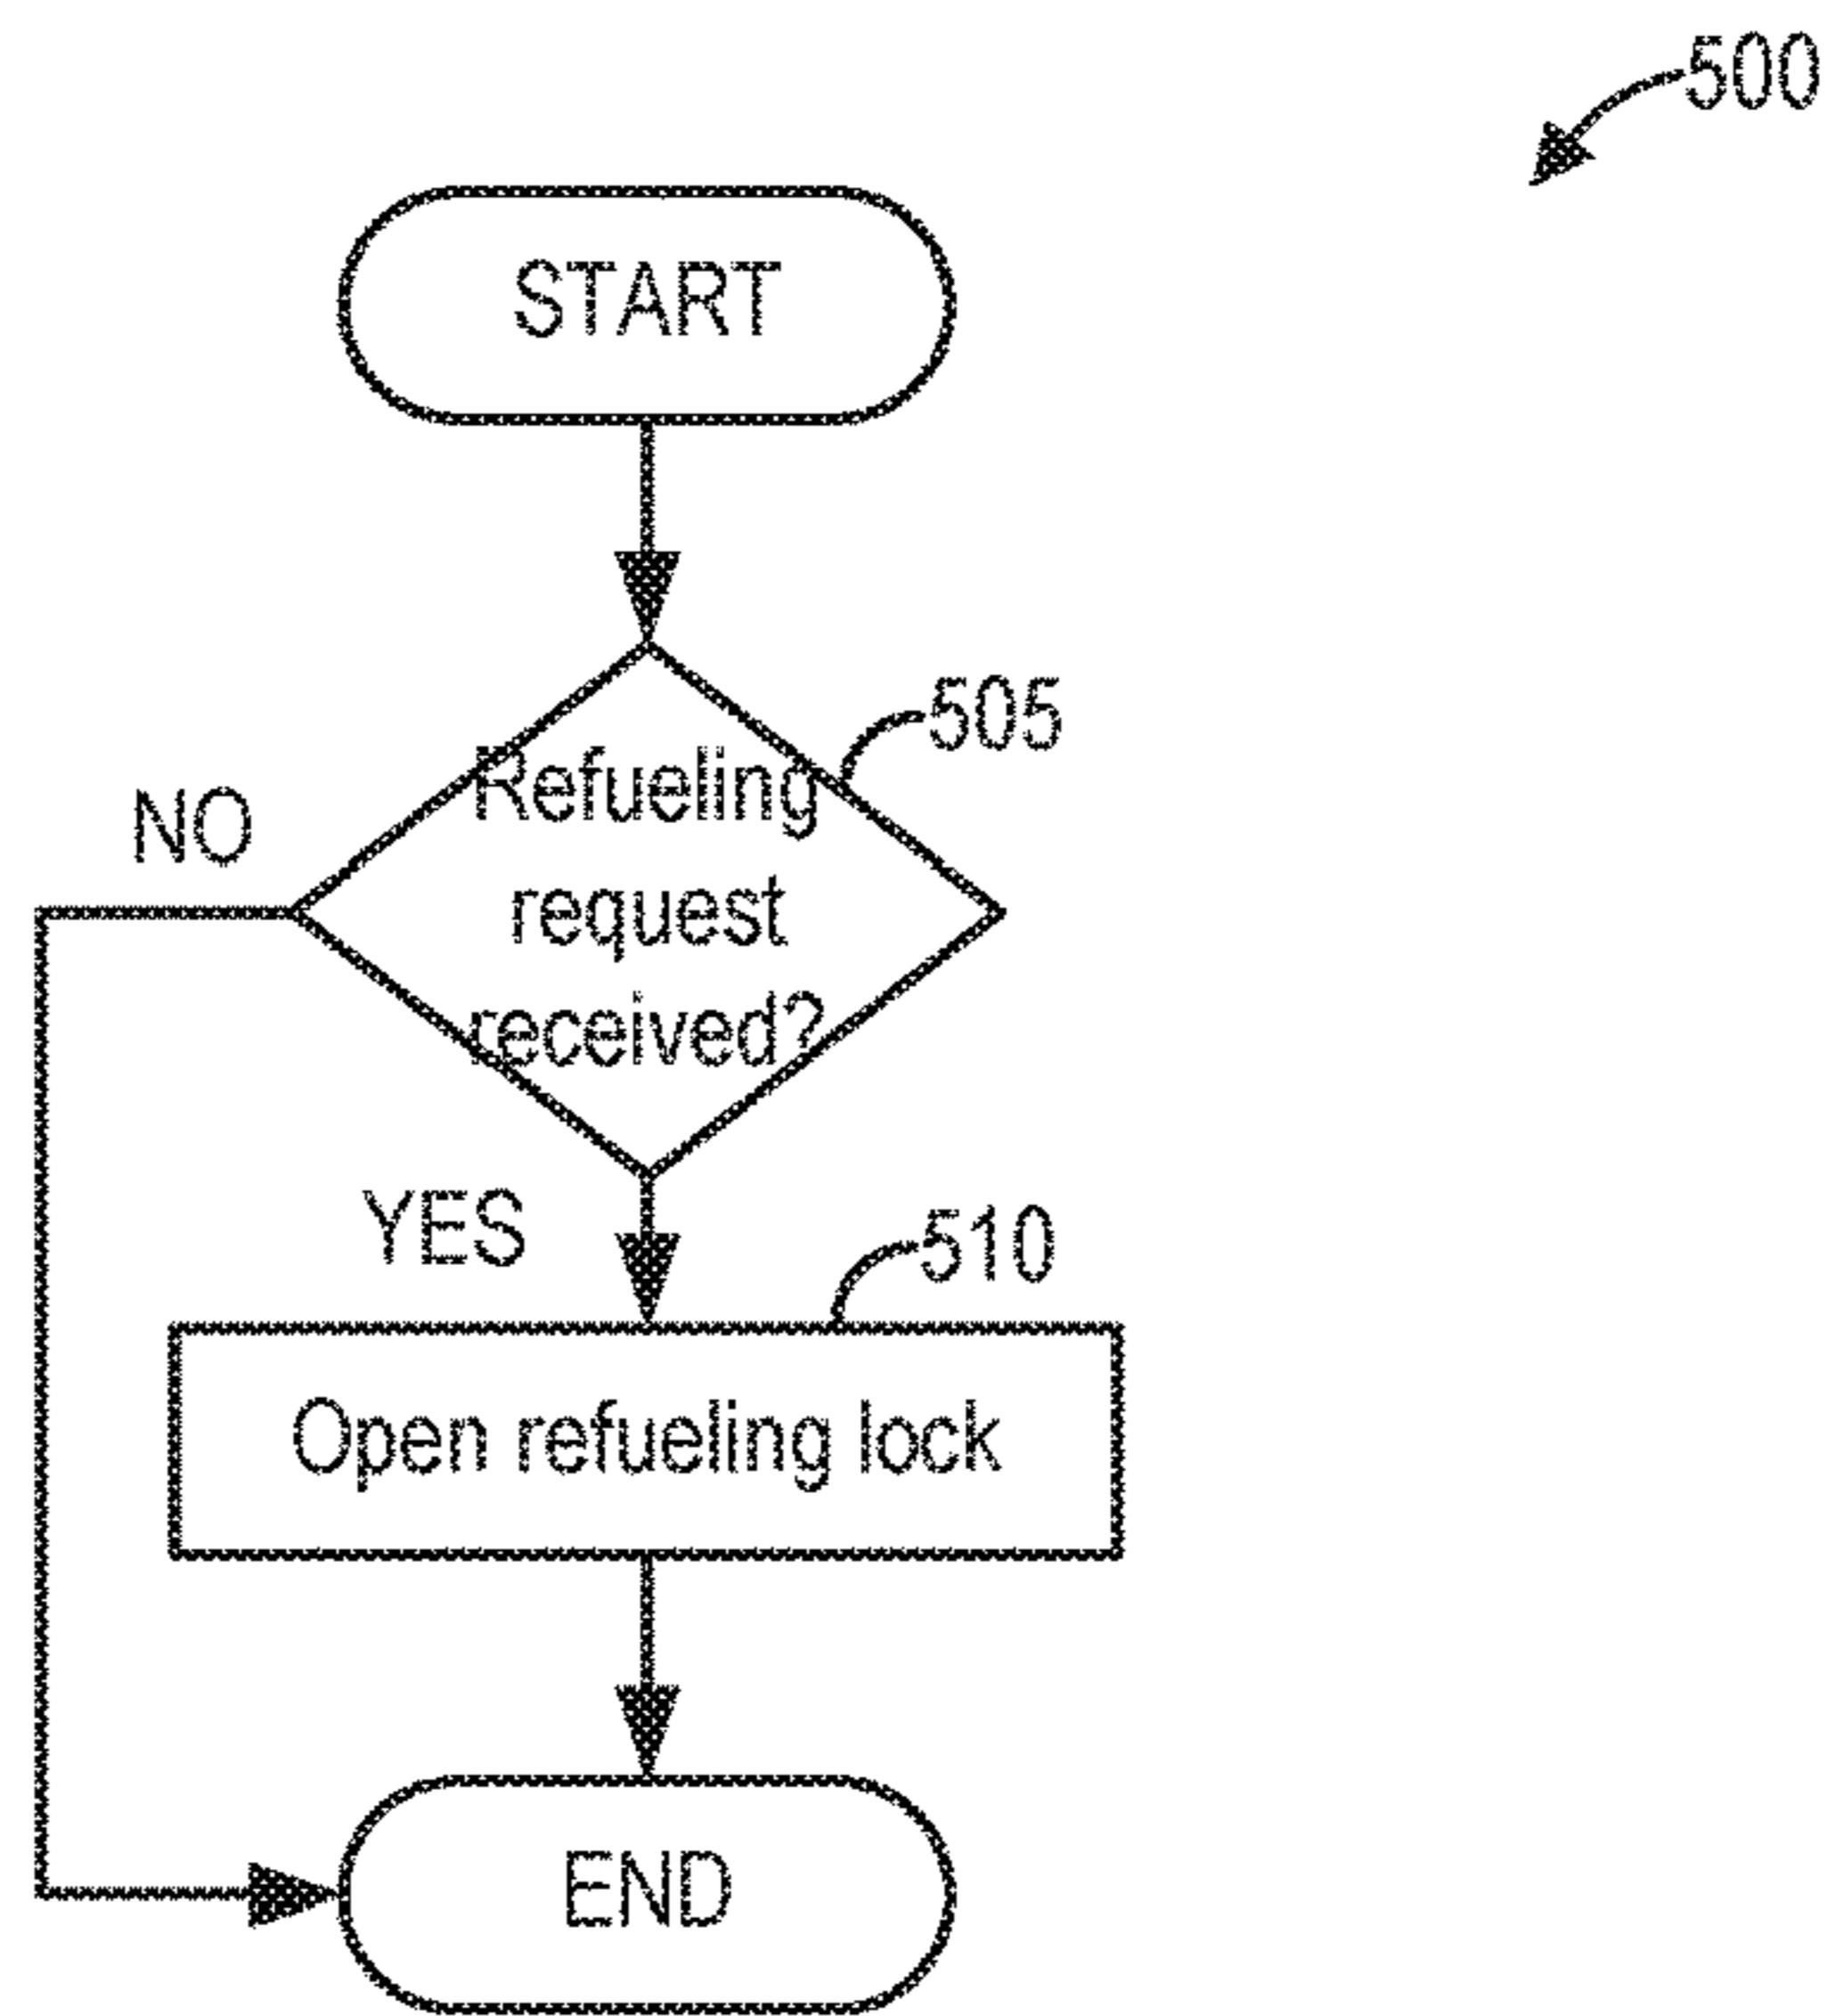 500
START
505
Refueling
request
received?
NO
YES
510
Open refueling lock
END